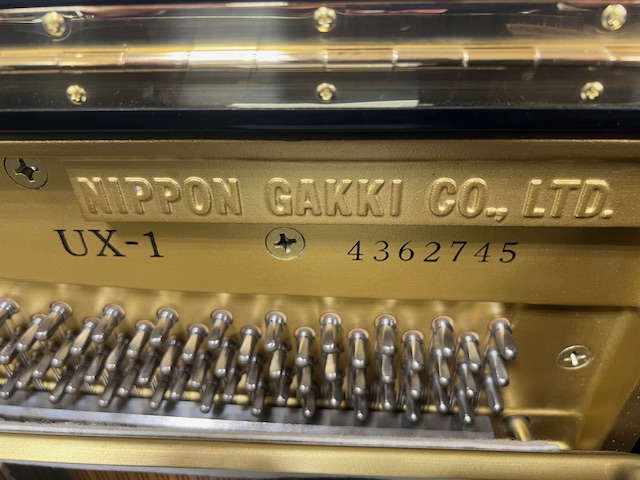 NIPPON GAKKI CO., LTD.
UX-1 4362745